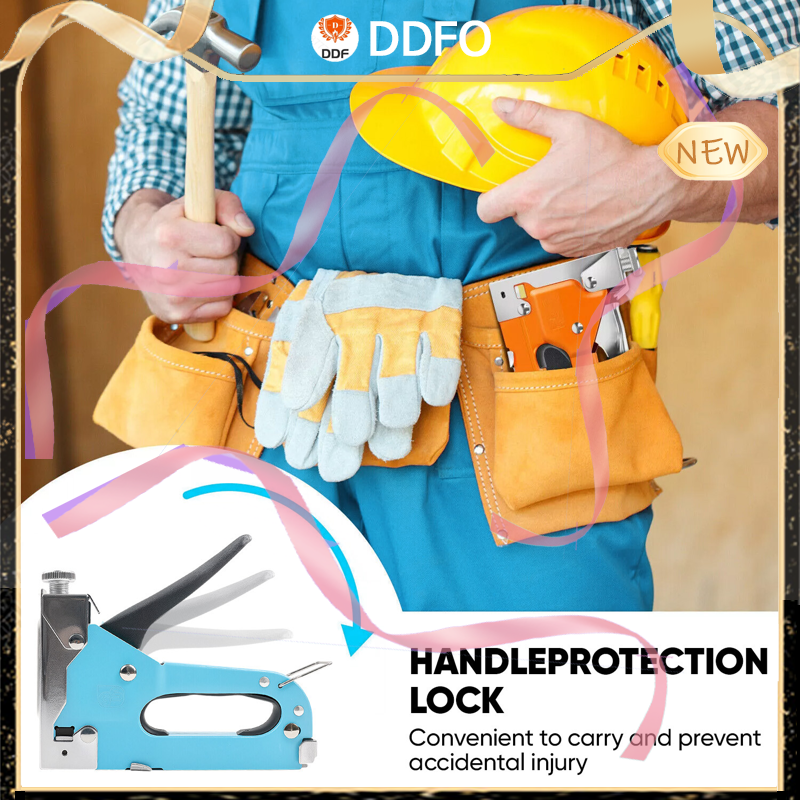 DDF
DDFO
NEW
HANDLEPROTECTION
LOCK
Convenient to carry and prevent
accidental injury